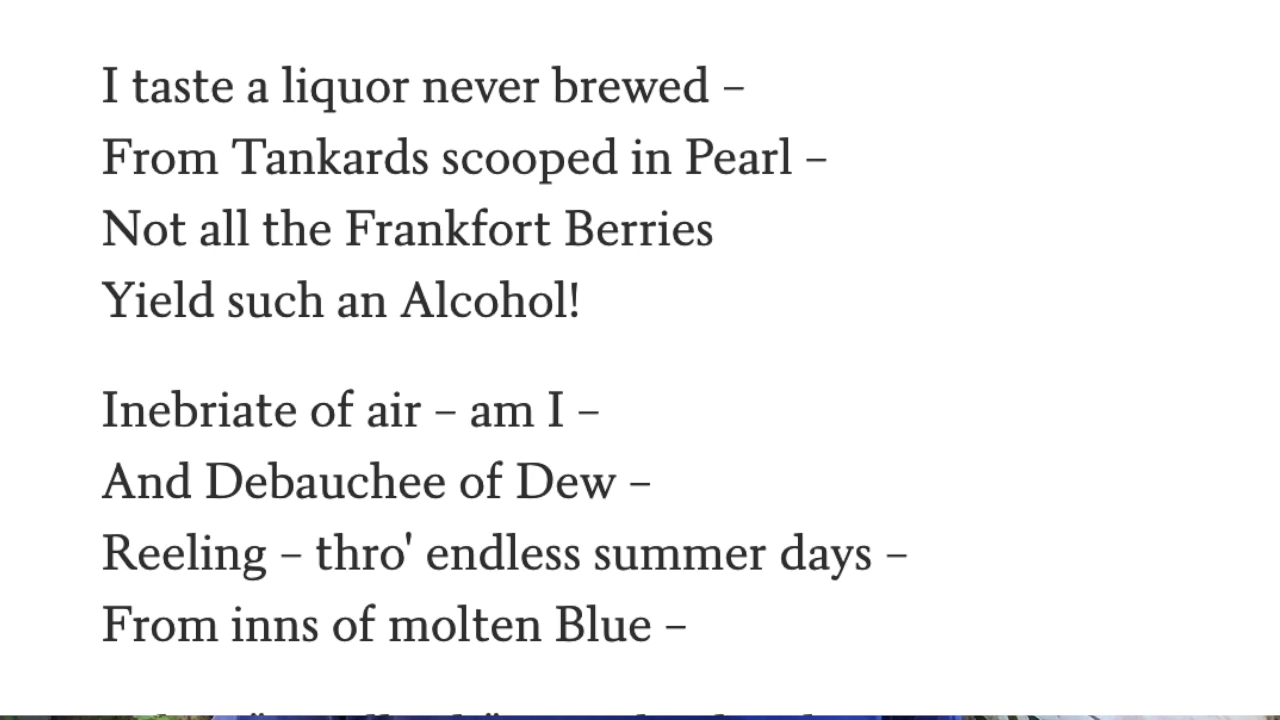 I taste a liquor never brewed –
From Tankards scooped in Pearl –
Not all the Frankfort Berries
Yield such an Alcohol!
Inebriate of air – am I –
And Debauchee of Dew –
Reeling – thro' endless summer days –
From inns of molten Blue –